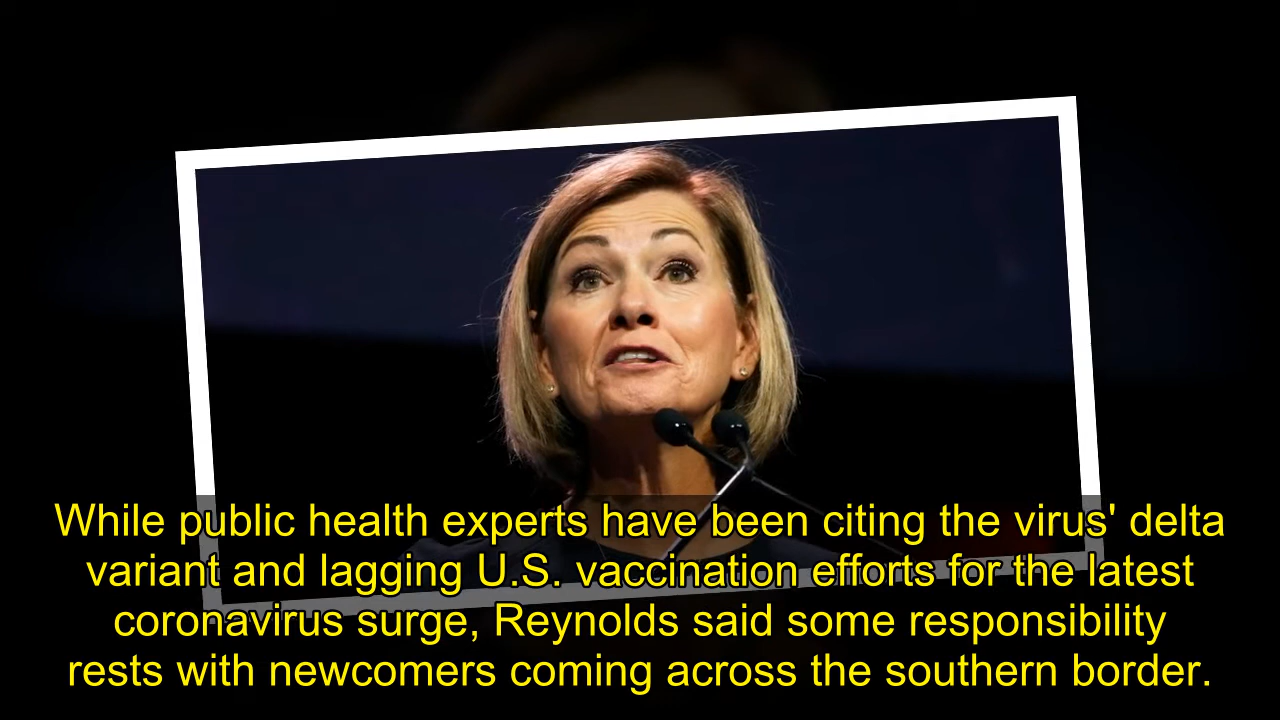 While public health experts have been citing the virus' delta
variant and lagging U.S. vaccination efforts for the latest
coronavirus surge, Reynolds said some responsibility
rests with newcomers coming across the southern border.